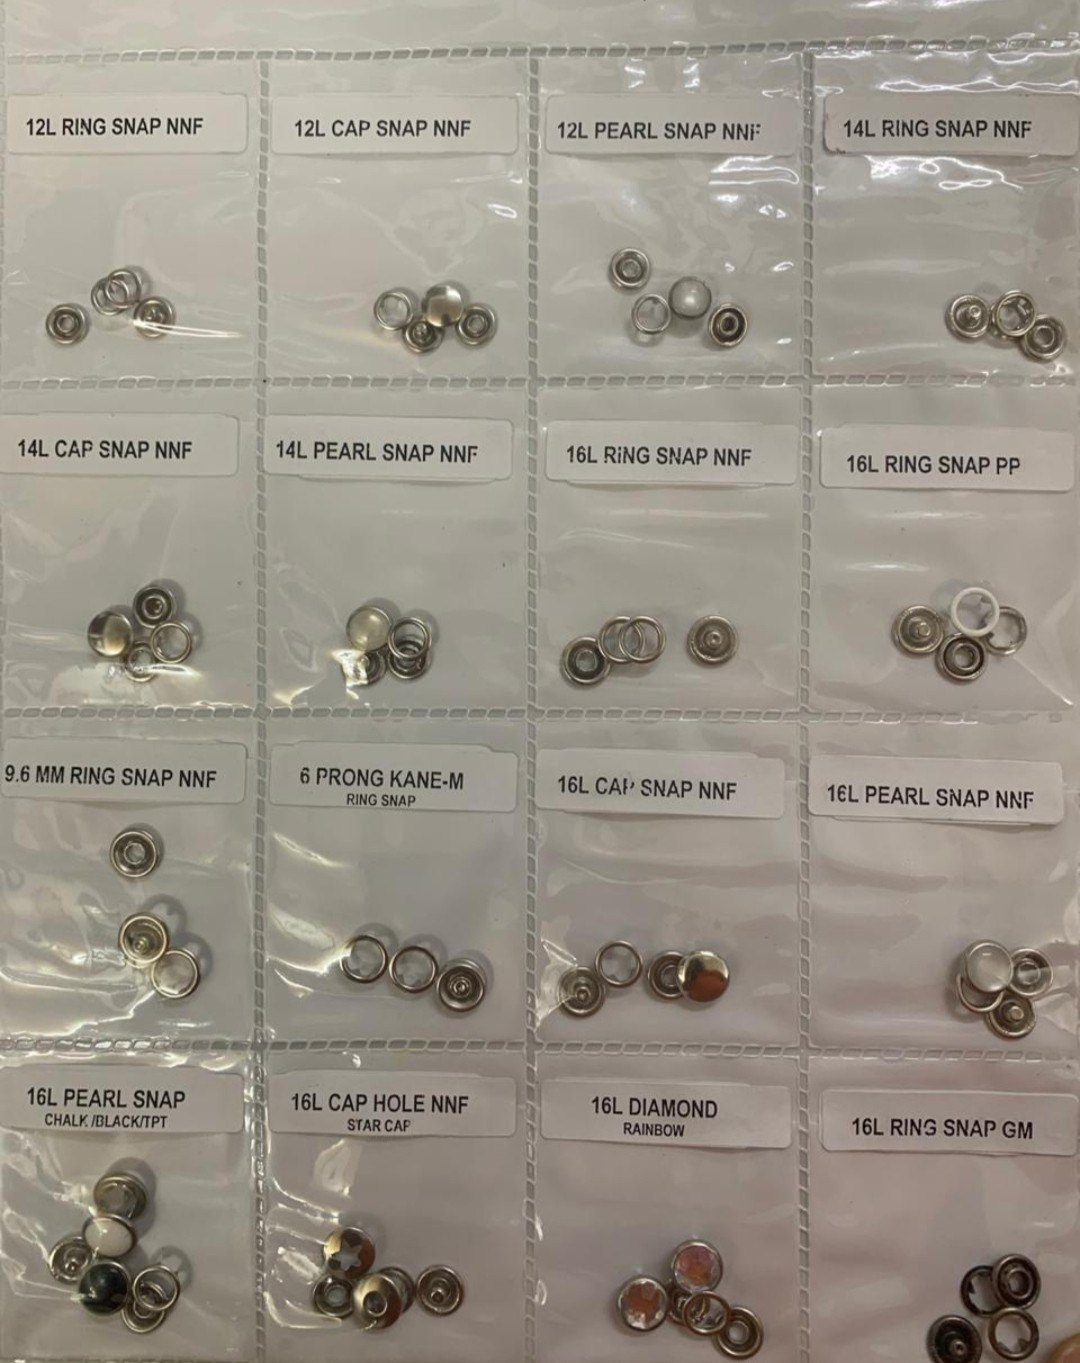 12L RING SNAP NNF
12L CAP SNAP NNF
12L PEARL SNAP NNF
14L RING SNAP NNF
14L CAP SNAP NNF
14L PEARL SNAP NNF
16L RING SNAP NNF
16L RING SNAP PP
9.6 MM RING SNAP NNF
6 PRONG KANE-M
RING SNAP
16L CAP SNAP NNF
16L PEARL SNAP NNF
16L PEARL SNAP
CHALK /BLACK/TPT
16L CAP HOLE NNF
STAR CAP
16L DIAMOND
RAINBOW
16L RING SNAP GM